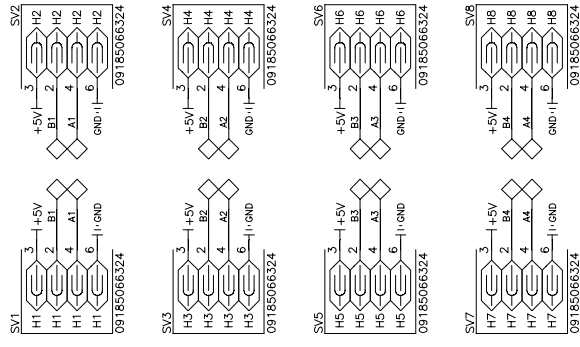 SV2 H2 H2 H2 H2 09185066324
3 2 4 6
+5V B1 A1 GND
SV4 H4 H4 H4 H4 09185066324
3 2 4 6
+5V B2 A2 GND
SV6 H6 H6 H6 H6 09185066324
3 2 4 6
+5V B3 A3 GND
SV8 H8 H8 H8 H8 09185066324
3 2 4 6
+5V B4 A4 GND
+5V B1 A1 GND
3 2 4 6
SV1 H1 H1 H1 H1 09185066324
+5V B2 A2 GND
3 2 4 6
SV3 H3 H3 H3 H3 09185066324
+5V B3 A3 GND
3 2 4 6
SV5 H5 H5 H5 H5 09185066324
+5V B4 A4 GND
3 2 4 6
SV7 H7 H7 H7 H7 09185066324